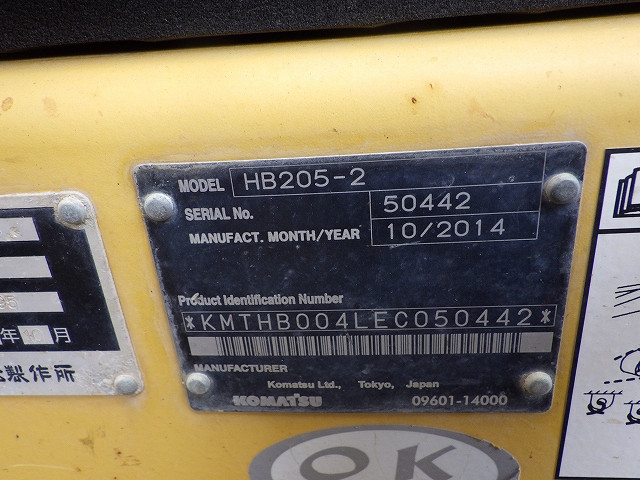 MODEL HB205-2
SERIAL No. 50442
MANUFACT. MONTH/YEAR 10/2014
Product Identification Number
*KMTHB004LEC050442*
MANUFACTURER
Komatsu Ltd., Tokyo, Japan
KOMATSU 09601-14000
年 月
製作所
OK